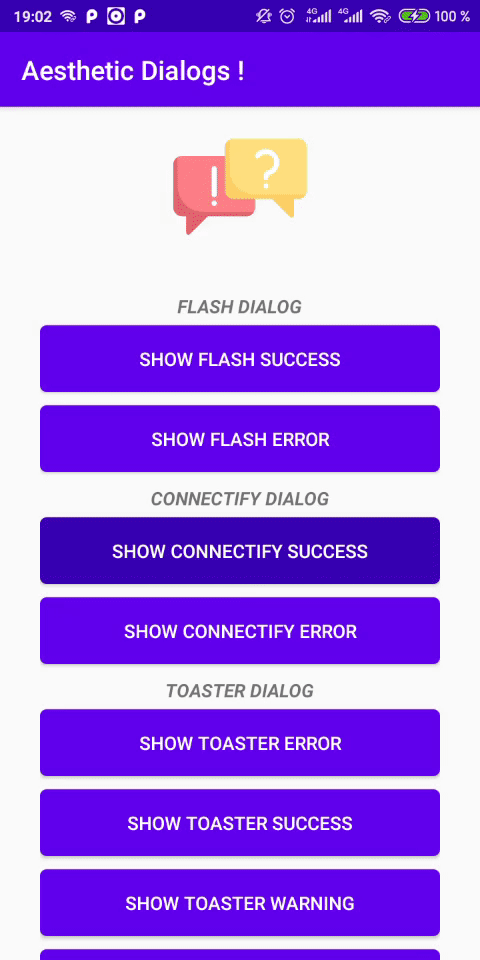 19:02
4G 4G 100 %
Aesthetic Dialogs !
! ?
FLASH DIALOG
SHOW FLASH SUCCESS
SHOW FLASH ERROR
CONNECTIFY DIALOG
SHOW CONNECTIFY SUCCESS
SHOW CONNECTIFY ERROR
TOASTER DIALOG
SHOW TOASTER ERROR
SHOW TOASTER SUCCESS
SHOW TOASTER WARNING